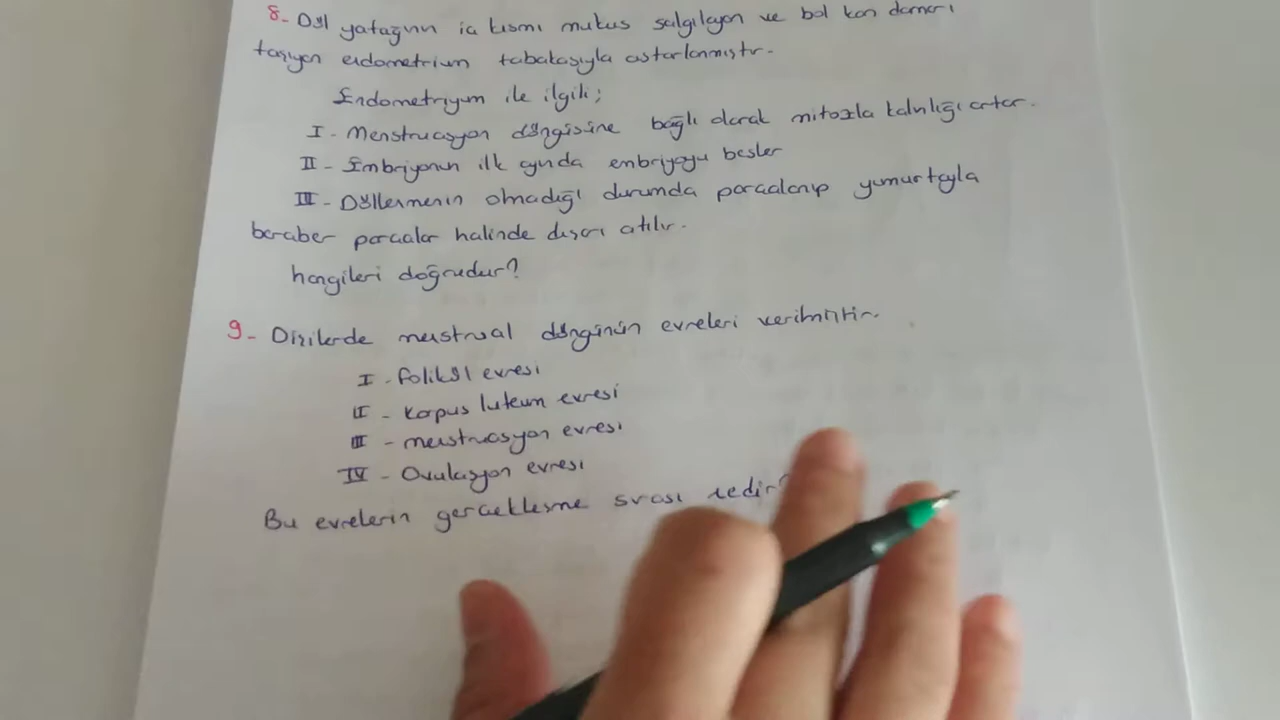 8- Döl yatağının iç kısmı mukus salgılayan ve bol kan damarı
taşıyan endometrium tabakasıyla astarlanmıştır.
Endometriyum ile ilgili;
I - Menstruasyon döngüsüne bağlı olarak mitozla kalınlığı artar.
II - Embriyonun ilk ayında embriyoyu besler
III - Döllenmenin olmadığı durumda parçalanıp yumurtayla
beraber parçalar halinde dışarı atılır.
hangileri doğrudur?
9- Dişilerde menstrual döngünün evreleri verilmiştir.
I - folikül evresi
II - Korpus luteum evresi
III - menstruasyon evresi
IV - Ovulasyon evresi
Bu evrelerin gerçekleşme sırası nedir?